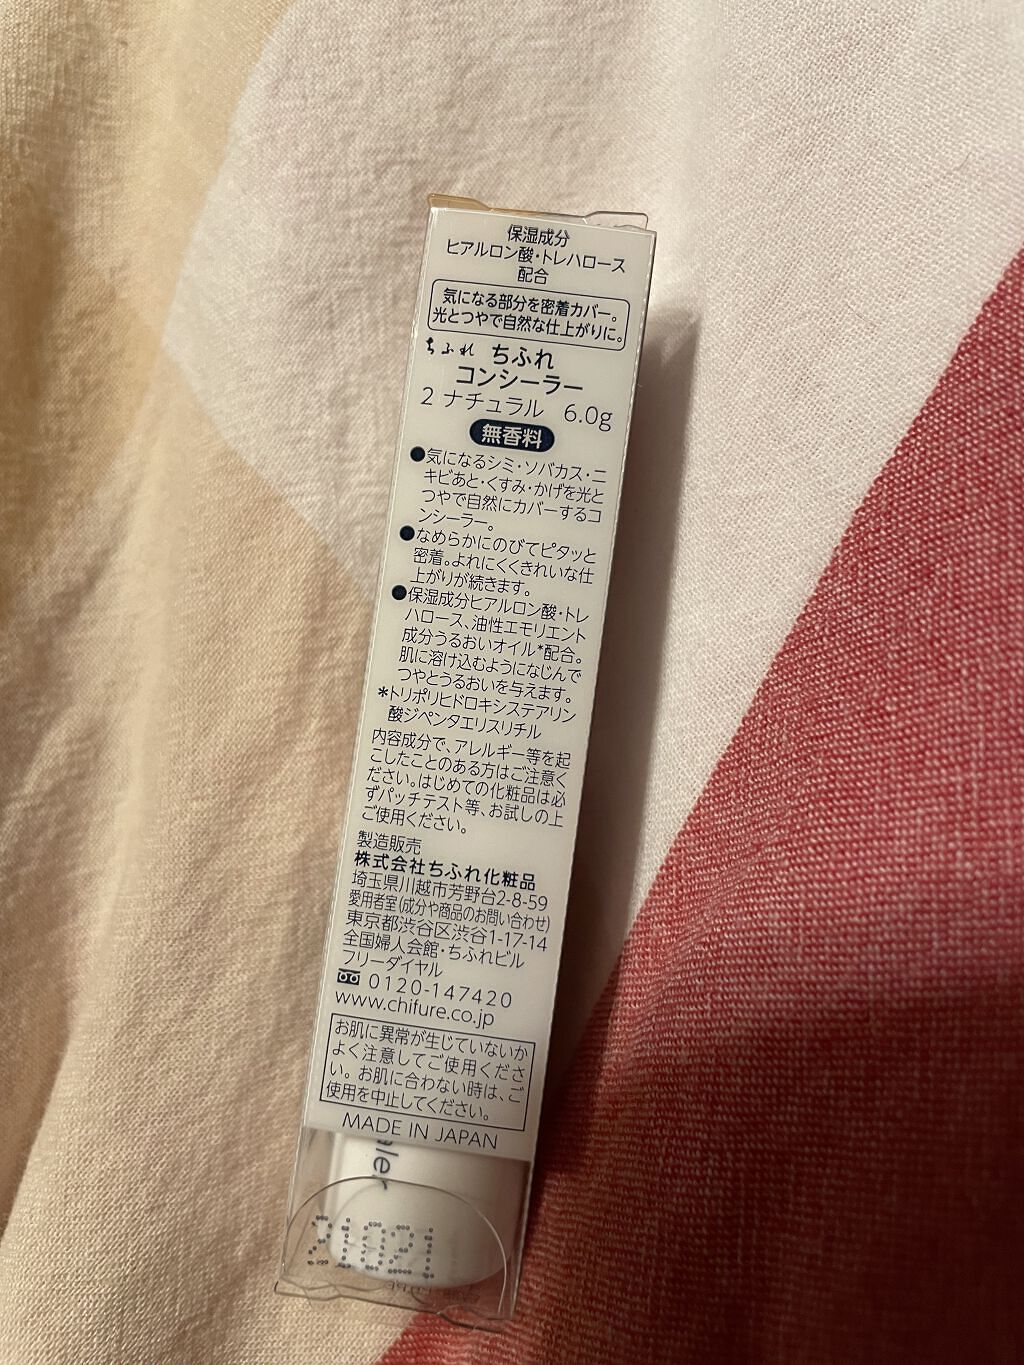 保湿成分
ヒアルロン酸・トレハロース
配合
気になる部分を密着カバー。
光とつやで自然な仕上がりに。
ちふれ ちふれ
コンシーラー
2 ナチュラル 6.0g
無香料
●気になるシミ・ソバカス・ニ
キビあと・くすみ・かげを光と
つやで自然にカバーするコ
ンシーラー。
●なめらかにのびてピタッと
密着。よれにくくきれいな仕
上がりが続きます。
●保湿成分ヒアルロン酸・トレ
ハロース、油性エモリエント
成分うるおいオイル*配合。
肌に溶け込むようになじんで
つやとうるおいを与えます。
*トリポリヒドロキシステアリン
酸ジペンタエリスリチル
内容成分で、アレルギー等を起
こしたことのある方はご注意く
ださい。はじめての化粧品は必
ずパッチテスト等、お試しの上
ご使用ください。
製造販売
株式会社ちふれ化粧品
埼玉県川越市芳野台2-8-59
愛用者室(成分や商品のお問い合わせ)
東京都渋谷区渋谷1-17-14
全国婦人会館・ちふれビル
フリーダイヤル
0120-147420
www.chifure.co.jp
お肌に異常が生じていないか
よく注意してご使用くださ
い。お肌に合わない時は、ご
使用を中止してください。
MADE IN JAPAN
aler